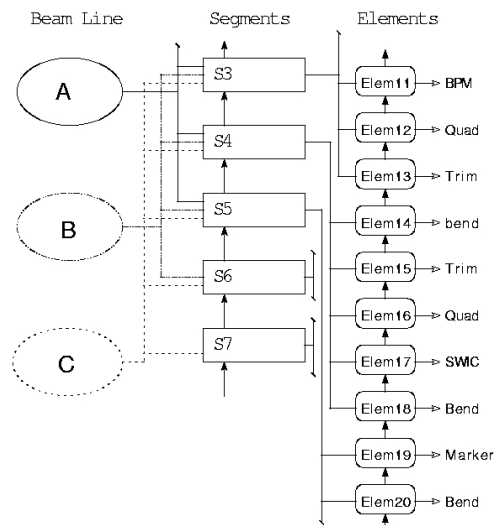 Beam Line Segments Elements
A
B
C
S3
S4
S5
S6
S7
Elem11 BPM
Elem12 Quad
Elem13 Trim
Elem14 bend
Elem15 Trim
Elem16 Quad
Elem17 SWIC
Elem18 Bend
Elem19 Marker
Elem20 Bend